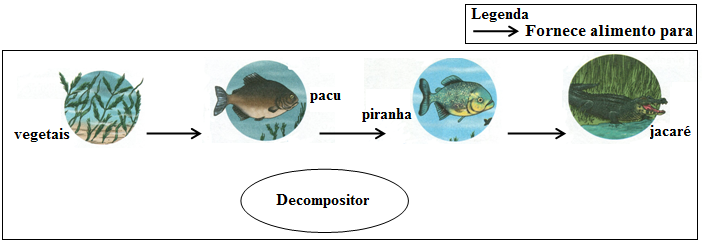 Legenda
Fornece alimento para
vegetais
pacu
piranha
jacaré
Decompositor